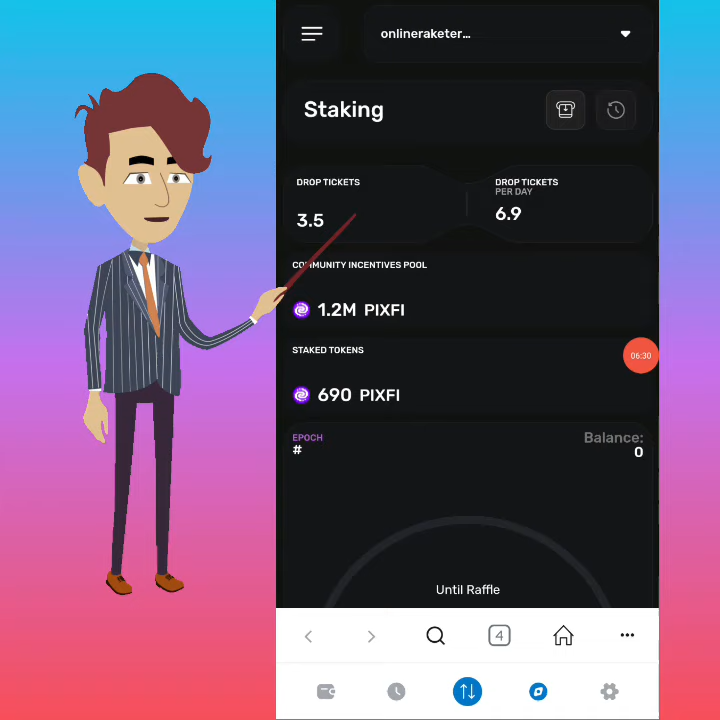 onlineraketer…
Staking
DROP TICKETS
3.5
DROP TICKETS
PER DAY
6.9
COMMUNITY INCENTIVES POOL
1.2M PIXFI
STAKED TOKENS
06:30
690 PIXFI
EPOCH
#
Balance:
0
Until Raffle
4